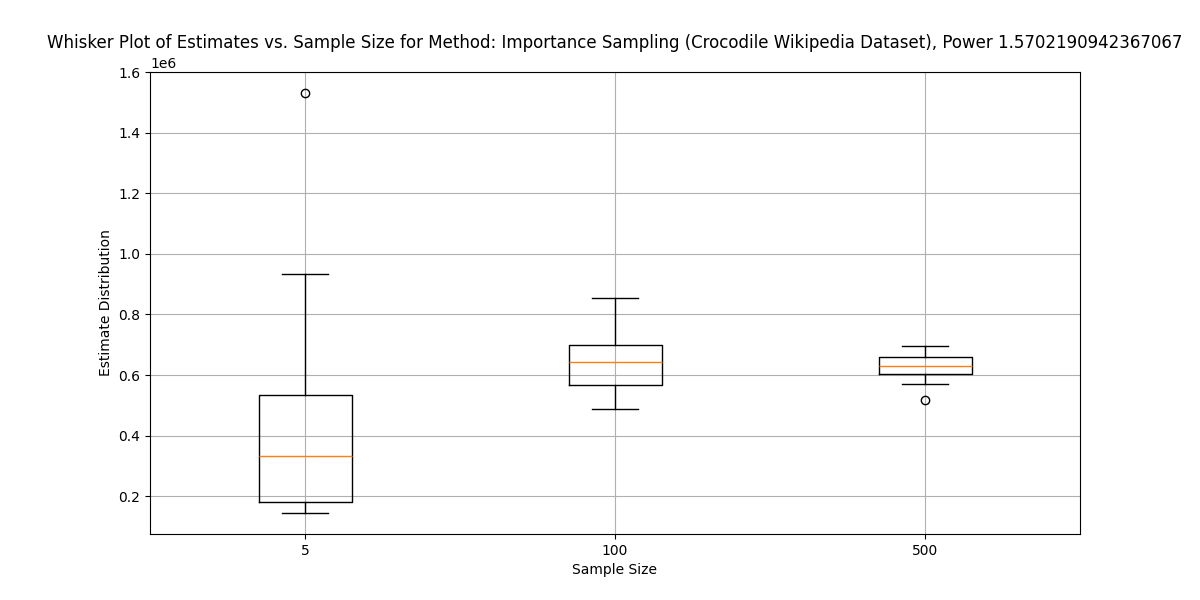 Whisker Plot of Estimates vs. Sample Size for Method: Importance Sampling (Crocodile Wikipedia Dataset), Power 1.5702190942367067
1e6
1.6
1.4
1.2
1.0
0.8
0.6
0.4
0.2
Estimate Distribution
5 100 500
Sample Size